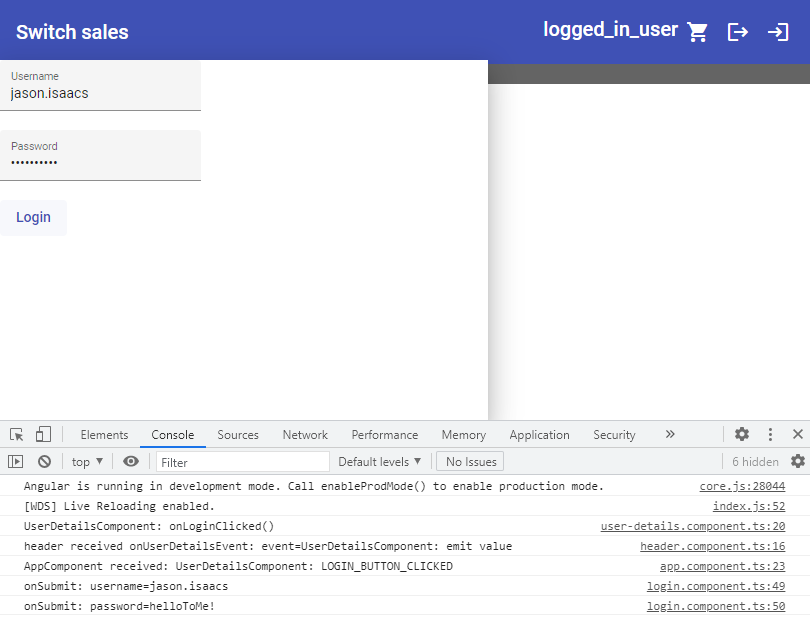 Switch sales
logged_in_user
Username
jason.isaacs
Password
••••••••••
Login
Elements Console Sources Network Performance Memory Application Security »
top ▼ Filter Default levels ▼ No Issues 6 hidden
Angular is running in development mode. Call enableProdMode() to enable production mode. core.js:28044
[WDS] Live Reloading enabled. index.js:52
UserDetailsComponent: onLoginClicked() user-details.component.ts:20
header received onUserDetailsEvent: event=UserDetailsComponent: emit value header.component.ts:16
AppComponent received: UserDetailsComponent: LOGIN_BUTTON_CLICKED app.component.ts:23
onSubmit: username=jason.isaacs login.component.ts:49
onSubmit: password=helloToMe! login.component.ts:50